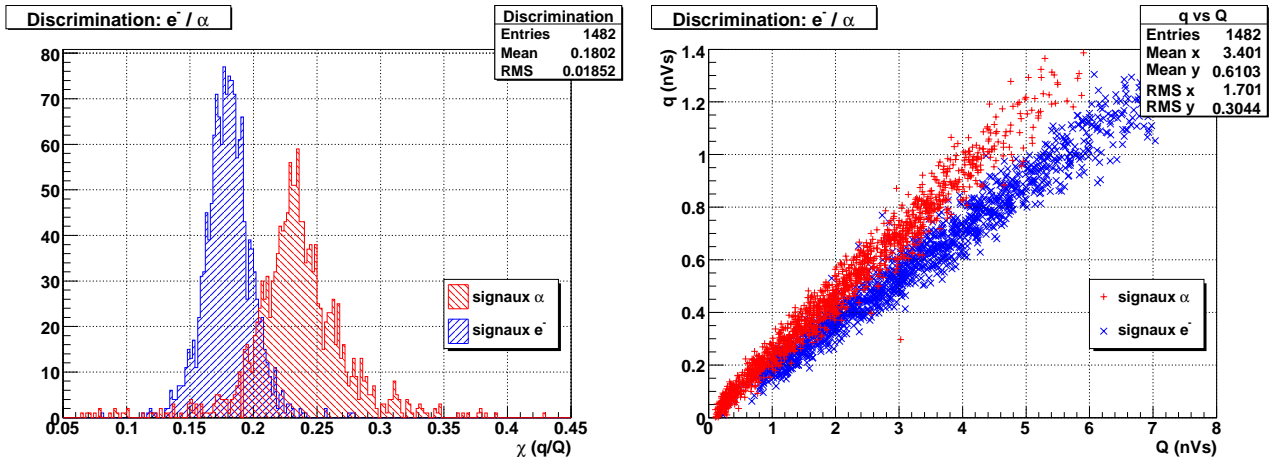 Discrimination: e⁻ / α
Discrimination
Entries 1482
Mean 0.1802
RMS 0.01852
80
70
60
50
40
30
20
10
0
signaux α
signaux e⁻
0.05 0.1 0.15 0.2 0.25 0.3 0.35 0.4 0.45
χ (q/Q)
Discrimination: e⁻ / α
q vs Q
Entries 1482
Mean x 3.401
Mean y 0.6103
RMS x 1.701
RMS y 0.3044
q (nVs)
1.4
1.2
1
0.8
0.6
0.4
0.2
0
signaux α
signaux e⁻
0 1 2 3 4 5 6 7 8
Q (nVs)